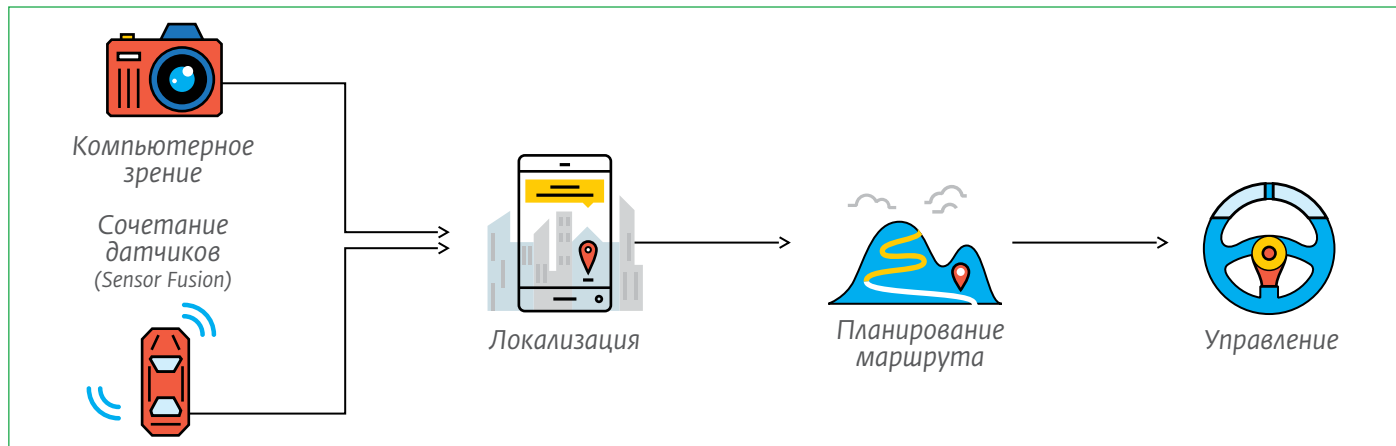 Компьютерное
зрение
Сочетание
датчиков
(Sensor Fusion)
Локализация
Планирование
маршрута
Управление